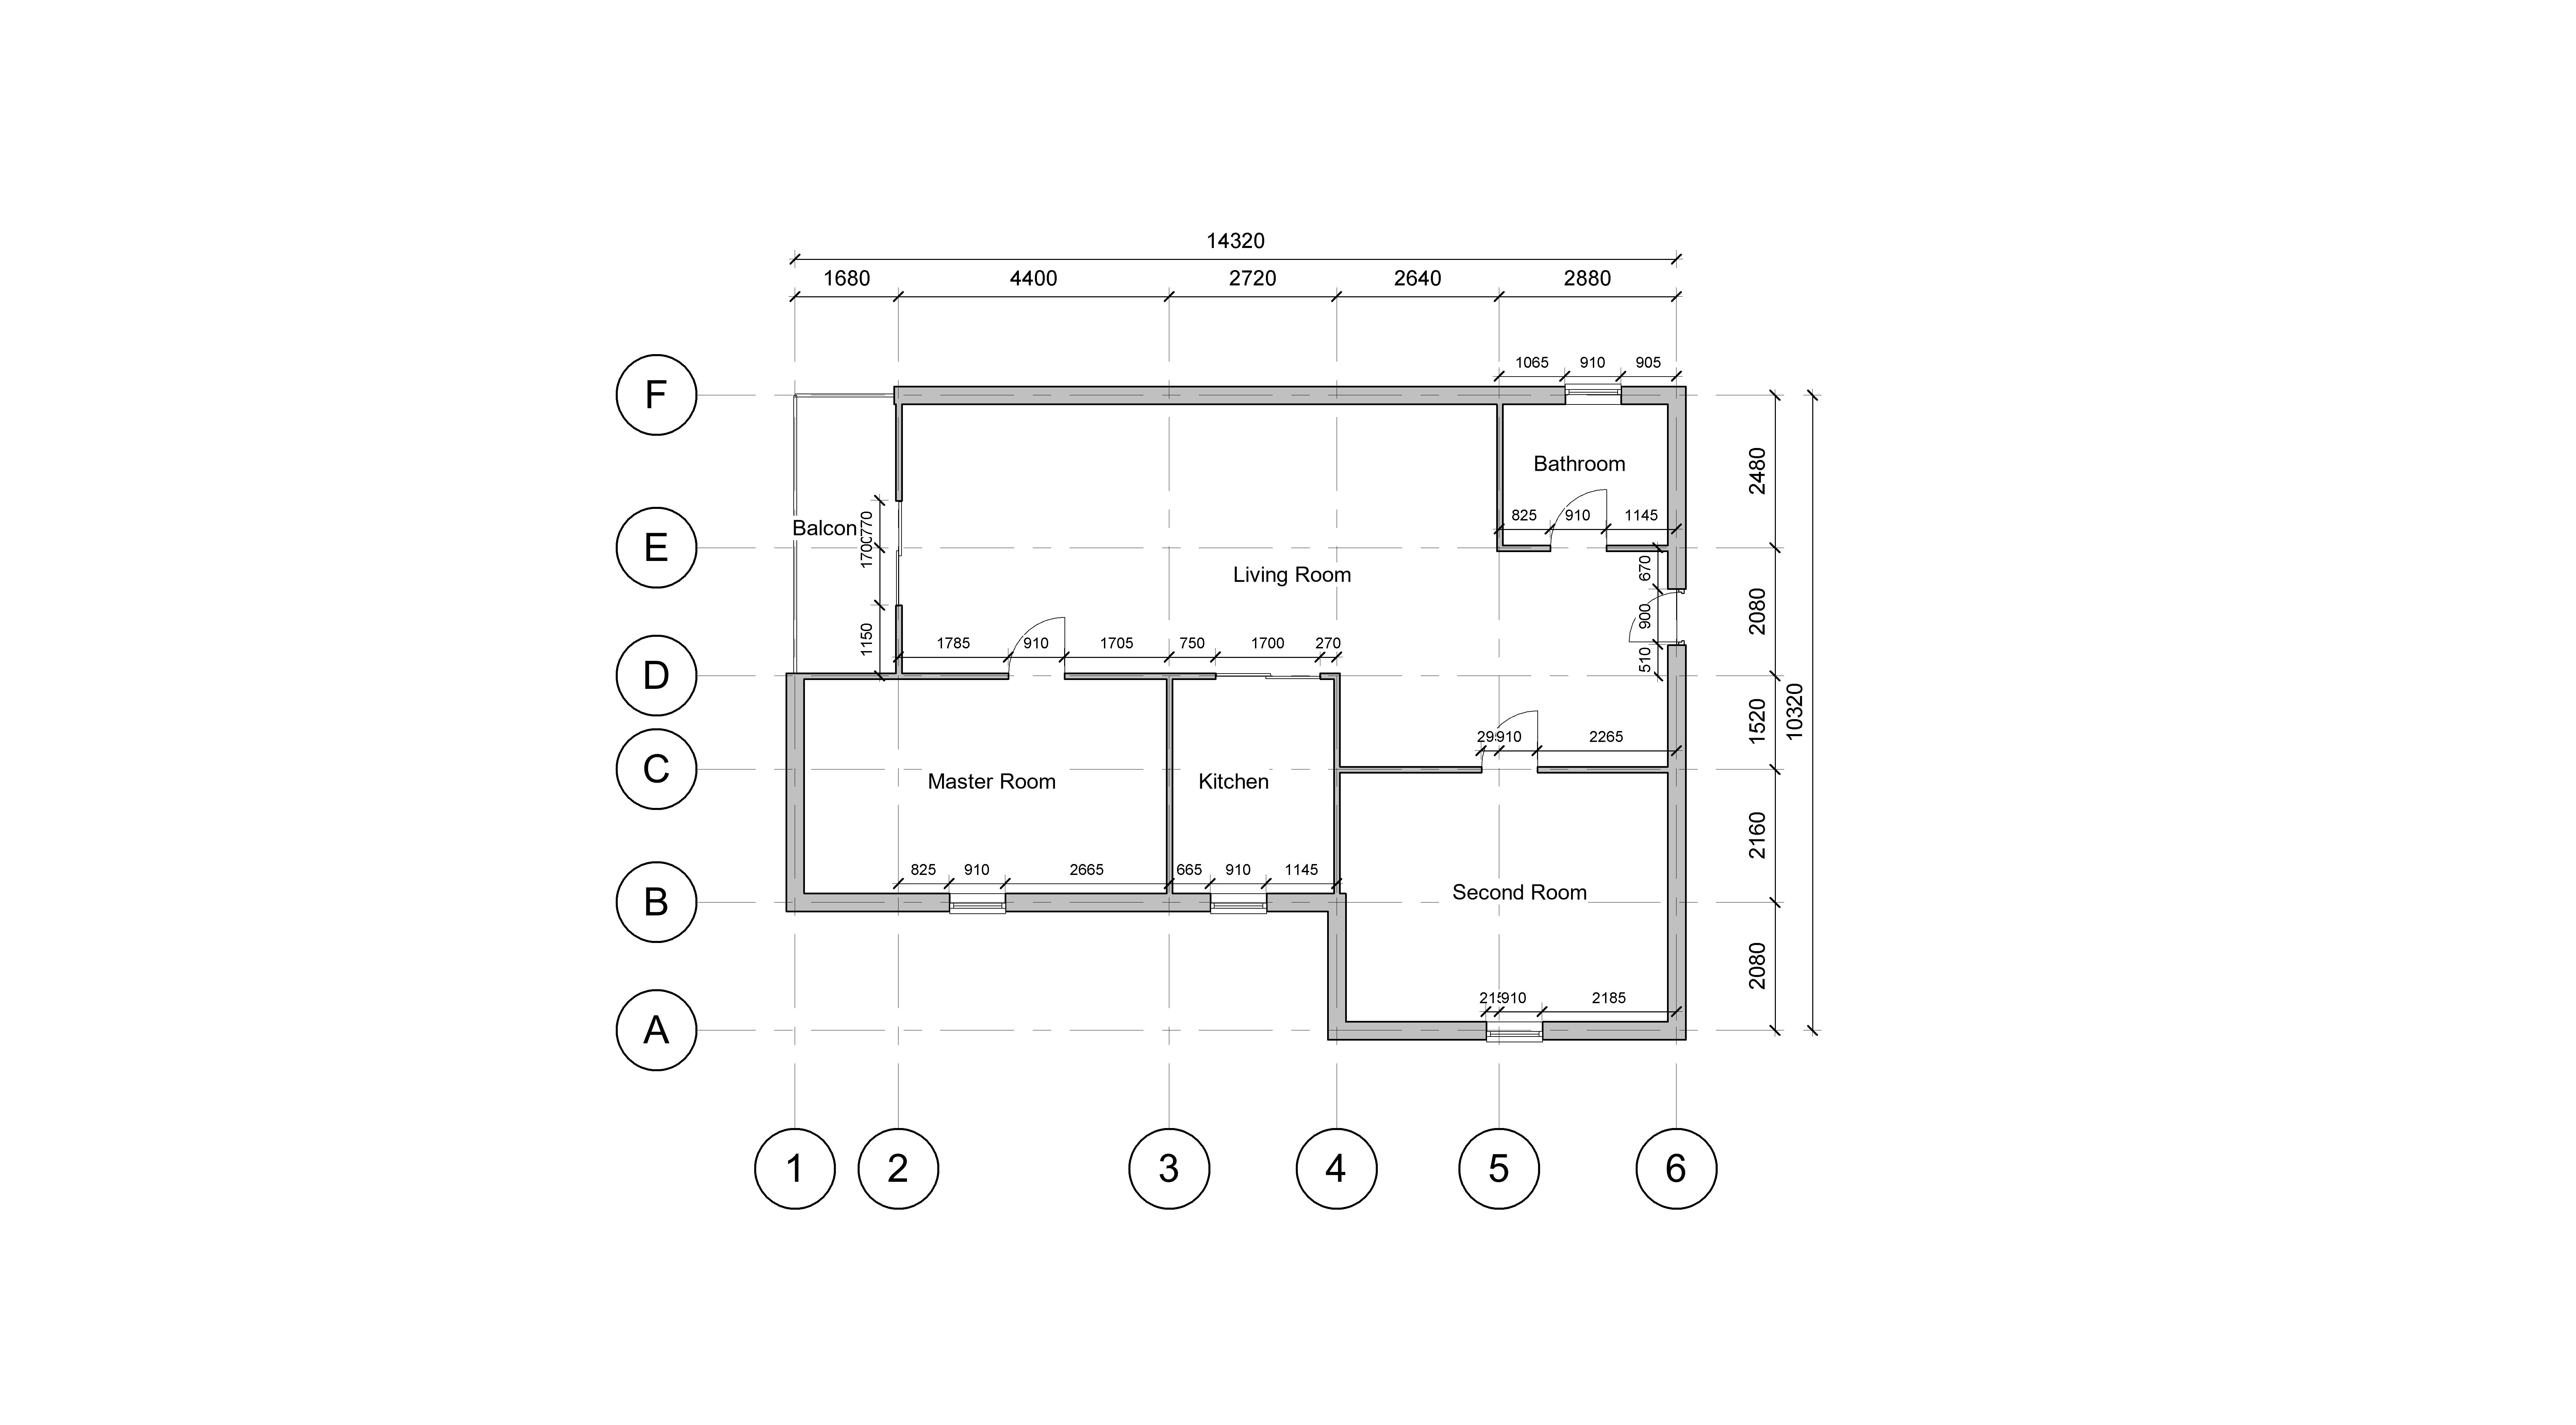 14320
1680 4400 2720 2640 2880
1065 910 905
F
2480
Bathroom
825 910 1145
Balcon
770
1700
E
670
Living Room
900
2080
1150
1785 910 1705 750 1700 270
510
D
10320
1520
910 2265
C
Master Room
Kitchen
2160
825 910 2665 665 910 1145
Second Room
B
2080
910 2185
A
1 2 3 4 5 6